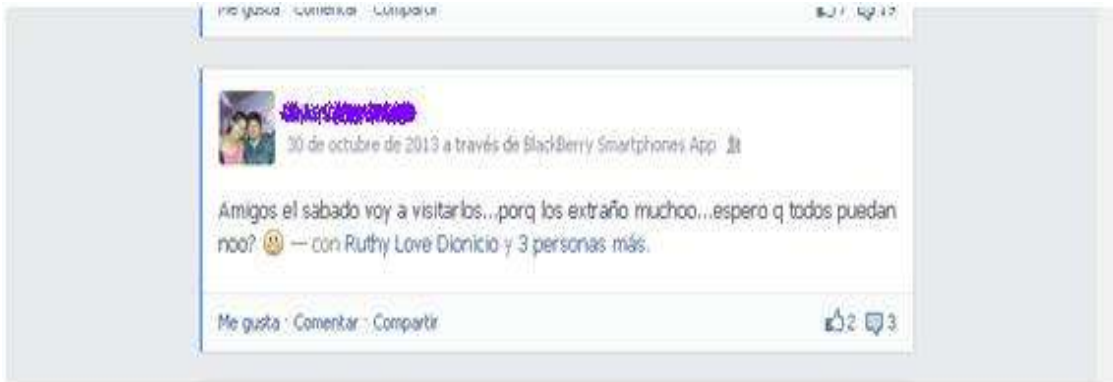 Me gusta · Comentar · Compartir 7 19
30 de octubre de 2013 a través de BlackBerry Smartphones App
Amigos el sabado voy a visitarlos...porq los extraño muchoo...espero q todos puedan
noo? — con Ruthy Love Dionicio y 3 personas más.
Me gusta · Comentar · Compartir 2 3